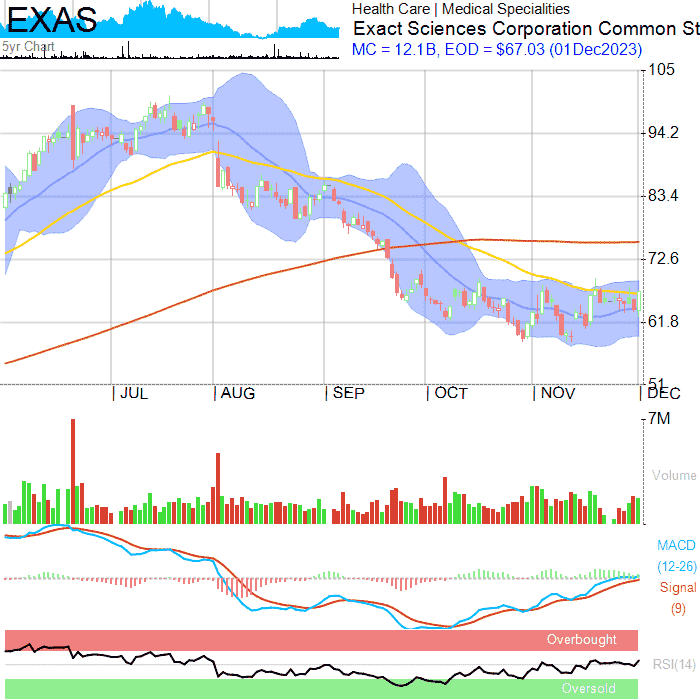 EXAS
5yr Chart
Health Care | Medical Specialities
Exact Sciences Corporation Common St
MC = 12.1B, EOD = $67.03 (01Dec2023)
105
94.2
83.4
72.6
61.8
51
JUL
AUG
SEP
OCT
NOV
DEC
7M
Volume
MACD
(12-26)
Signal
(9)
Overbought
RSI(14)
Oversold